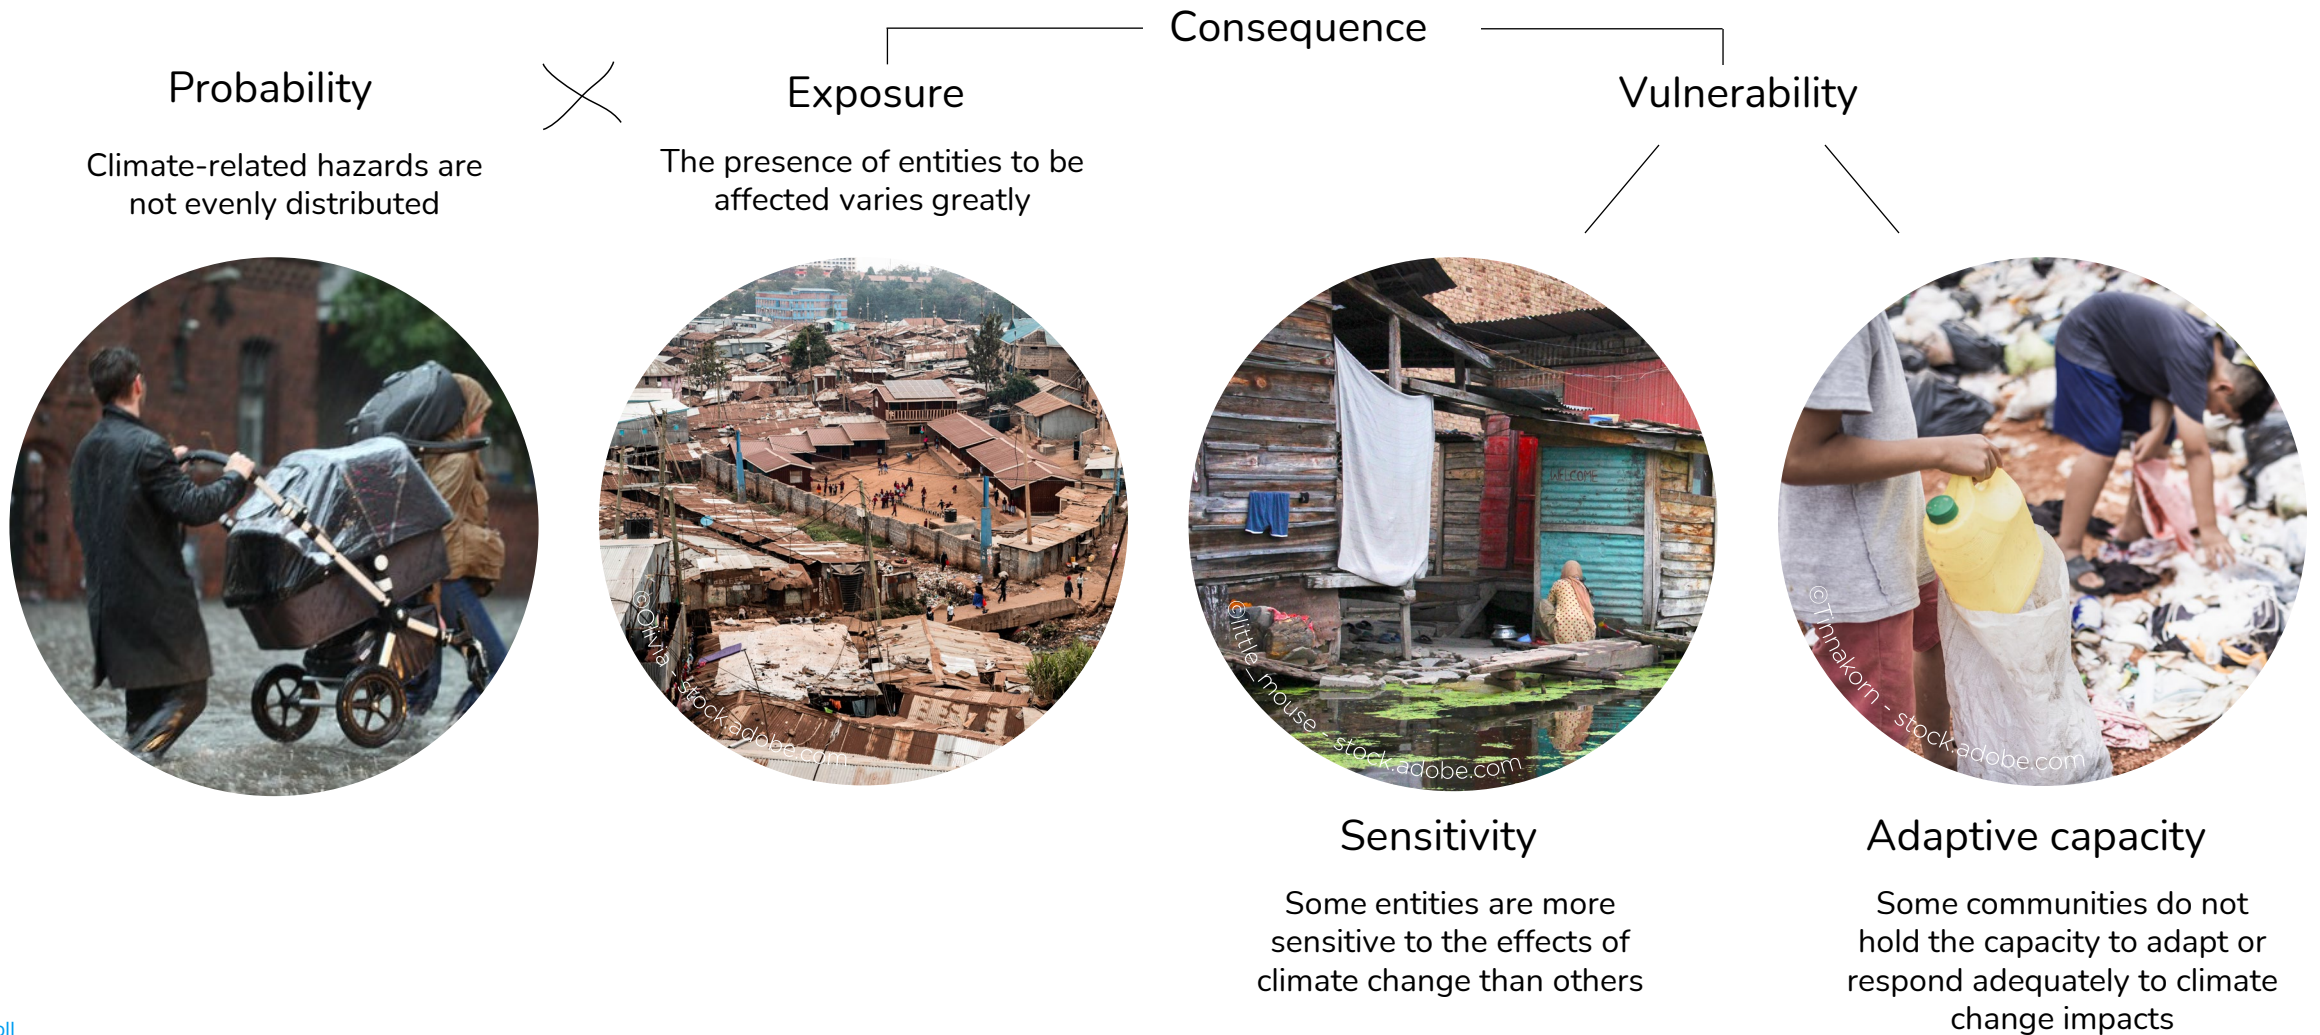 Consequence
Probability
Exposure
Vulnerability
Climate-related hazards are
not evenly distributed
The presence of entities to be
affected varies greatly
WELCOME
©Olivia - stock.adobe.com
©little_mouse - stock.adobe.com
©Tinnakorn - stock.adobe.com
Sensitivity
Some entities are more
sensitive to the effects of
climate change than others
Adaptive capacity
Some communities do not
hold the capacity to adapt or
respond adequately to climate
change impacts